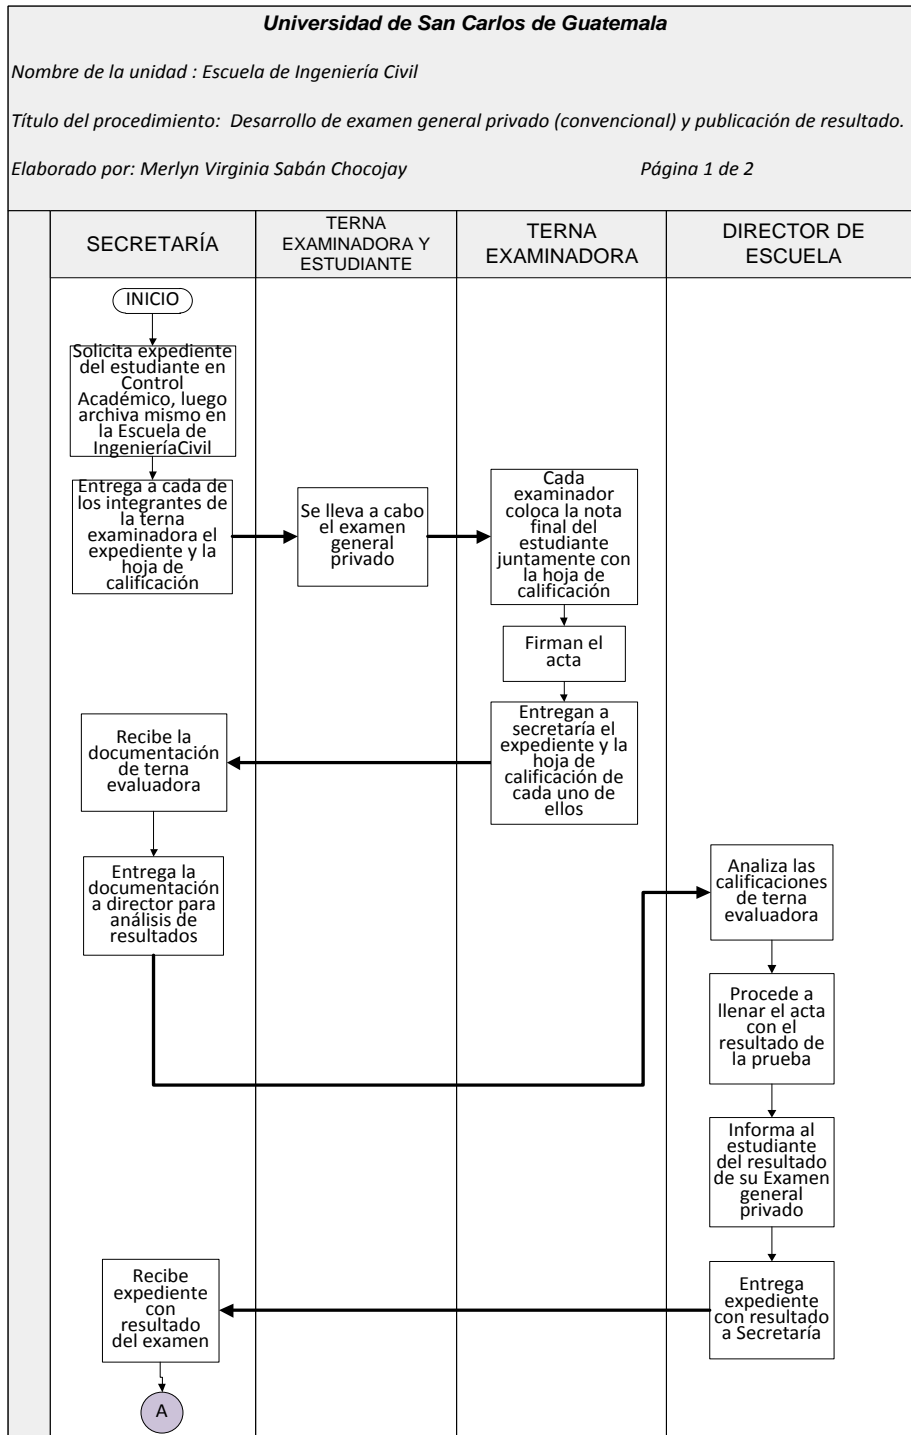 Universidad de San Carlos de Guatemala
Nombre de la unidad : Escuela de Ingeniería Civil
Título del procedimiento:  Desarrollo de examen general privado (convencional) y publicación de resultado.
Elaborado por: Merlyn Virginia Sabán Chocojay
Página 1 de 2
SECRETARÍA
TERNA
EXAMINADORA Y
ESTUDIANTE
TERNA
EXAMINADORA
DIRECTOR DE
ESCUELA
INICIO
Solicita expediente
del estudiante en
Control
Académico, luego
archiva mismo en
la Escuela de
IngenieríaCivil
Entrega a cada de
los integrantes de
la terna
examinadora el
expediente y la
hoja de
calificación
Se lleva a cabo
el examen
general
privado
Cada
examinador
coloca la nota
final del
estudiante
juntamente con
la hoja de
calificación
Firman el
acta
Entregan a
secretaría el
expediente y la
hoja de
calificación de
cada uno de
ellos
Recibe la
documentación
de terna
evaluadora
Entrega la
documentación
a director para
análisis de
resultados
Analiza las
calificaciones
de terna
evaluadora
Procede a
llenar el acta
con el
resultado de
la prueba
Informa al
estudiante
del resultado
de su Examen
general
privado
Entrega
expediente
con resultado
a Secretaría
Recibe
expediente
con
resultado
del examen
A